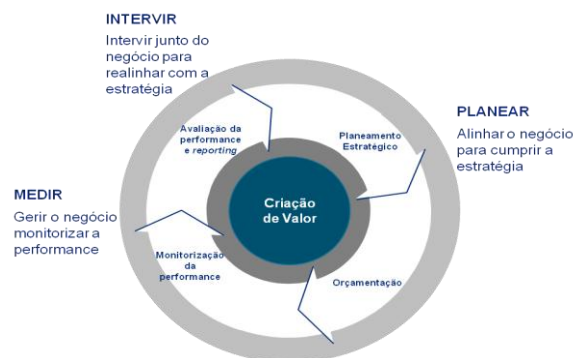 INTERVIR
Intervir junto do
negócio para
realinhar com a
estratégia
PLANEAR
Alinhar o negócio
para cumprir a
estratégia
MEDIR
Gerir o negócio
monitorizar a
performance
Avaliação da
performance
e reporting
Planeamento
Estratégico
Criação
de Valor
Monitorização
da
performance
Orçamentação